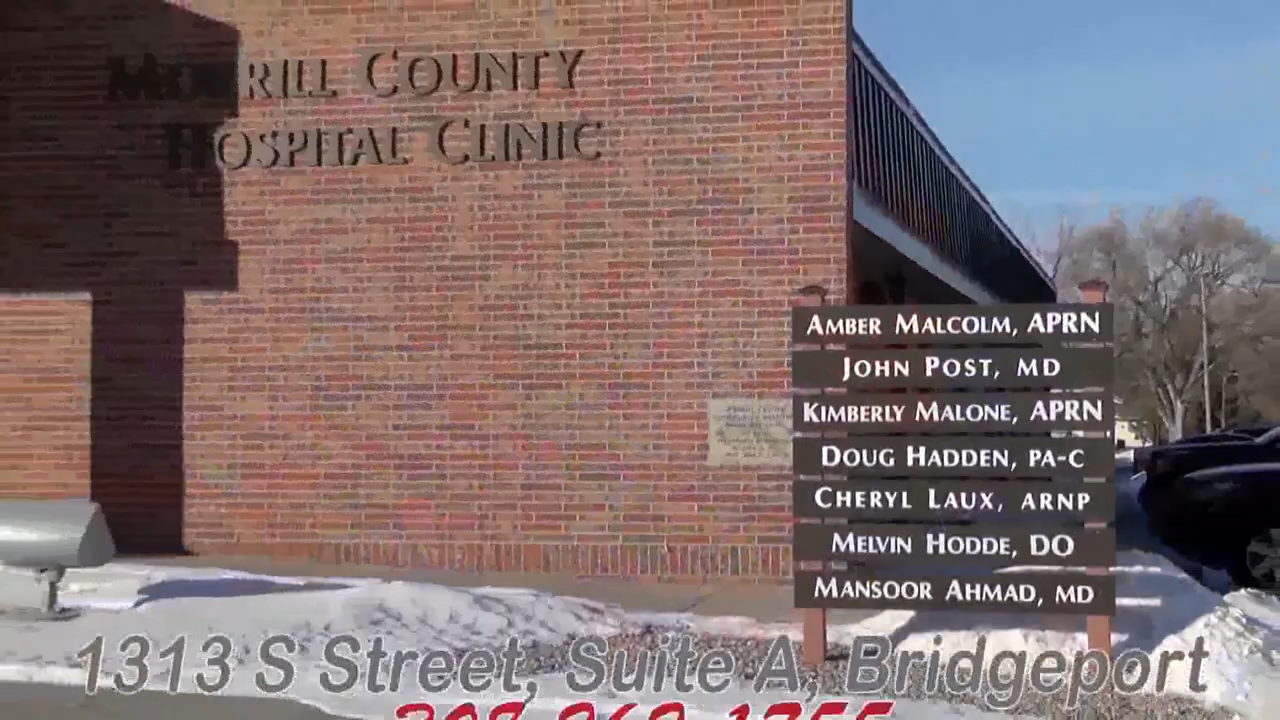 MORRILL COUNTY
HOSPITAL CLINIC
AMBER MALCOLM, APRN
JOHN POST, MD
KIMBERLY MALONE, APRN
DOUG HADDEN, PA-C
CHERYL LAUX, ARNP
MELVIN HODDE, DO
MANSOOR AHMAD, MD
1313 S Street, Suite A, Bridgeport